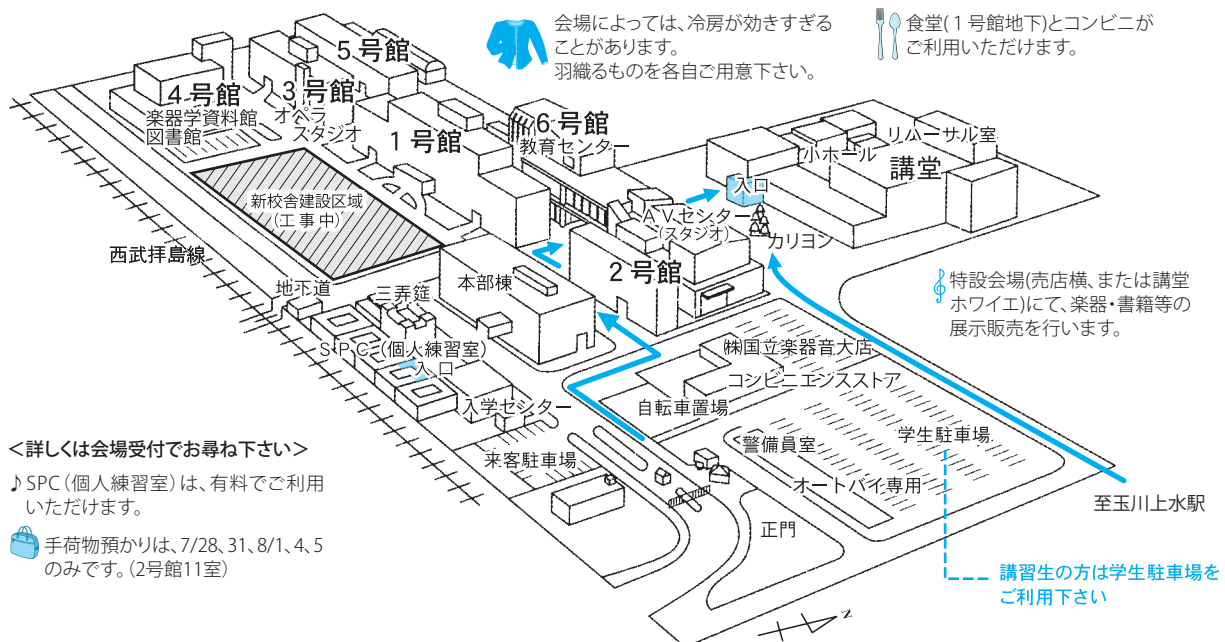 会場によっては、冷房が効きすぎる
ことがあります。
羽織るものを各自ご用意下さい。
食堂(1号館地下)とコンビニが
ご利用いただけます。
5号館
4号館
楽器学資料館
図書館
3号館
オペラ
スタジオ
1号館
6号館
教育センター
リハーサル室
小ホール
講堂
入口
AVセンター
(スタジオ)
カリヨン
新校舎建設区域
(工事中)
西武拝島線
2号館
本部棟
地下道
三弄筵
SPC(個人練習室)
入口
特設会場(売店横、または講堂
ホワイエ)にて、楽器・書籍等の
展示販売を行います。
㈱国立楽器音大店
コンビニエンスストア
自転車置場
入学センター
学生駐車場
警備員室
来客駐車場
オートバイ専用
正門
至玉川上水駅
<詳しくは会場受付でお尋ね下さい>
♪SPC(個人練習室)は、有料でご利用
いただけます。
手荷物預かりは、7/28、31、8/1、4、5
のみです。(2号館11室)
講習生の方は学生駐車場を
ご利用下さい
N